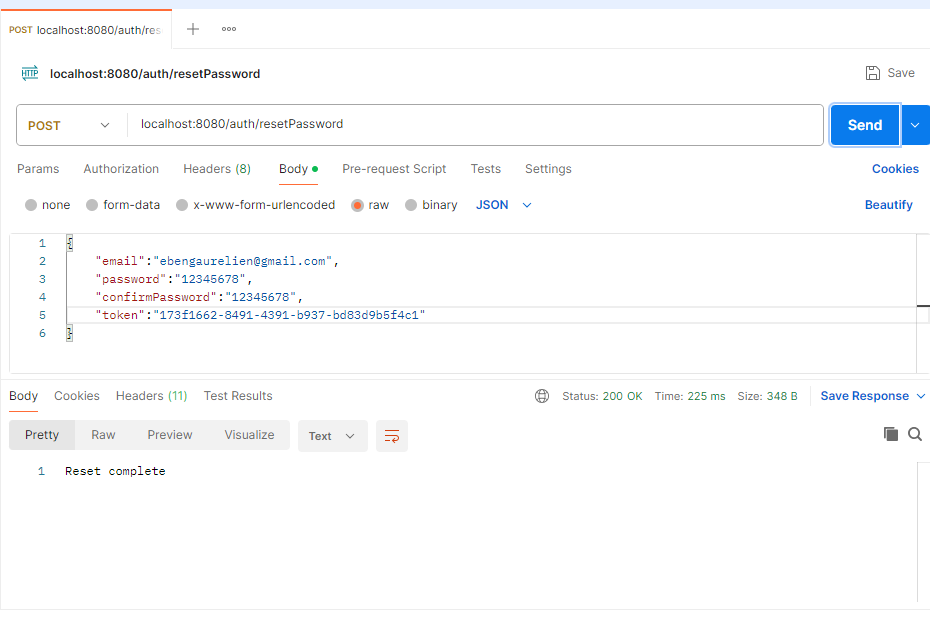 POST localhost:8080/auth/res
HTTP localhost:8080/auth/resetPassword Save
POST localhost:8080/auth/resetPassword Send
Params Authorization Headers (8) Body Pre-request Script Tests Settings Cookies
none form-data x-www-form-urlencoded raw binary JSON Beautify
1 {
2 "email":"ebengaurelien@gmail.com",
3 "password":"12345678",
4 "confirmPassword":"12345678",
5 "token":"173f1662-8491-4391-b937-bd83d9b5f4c1"
6 }
Body Cookies Headers (11) Test Results Status: 200 OK Time: 225 ms Size: 348 B Save Response
Pretty Raw Preview Visualize Text
1 Reset complete